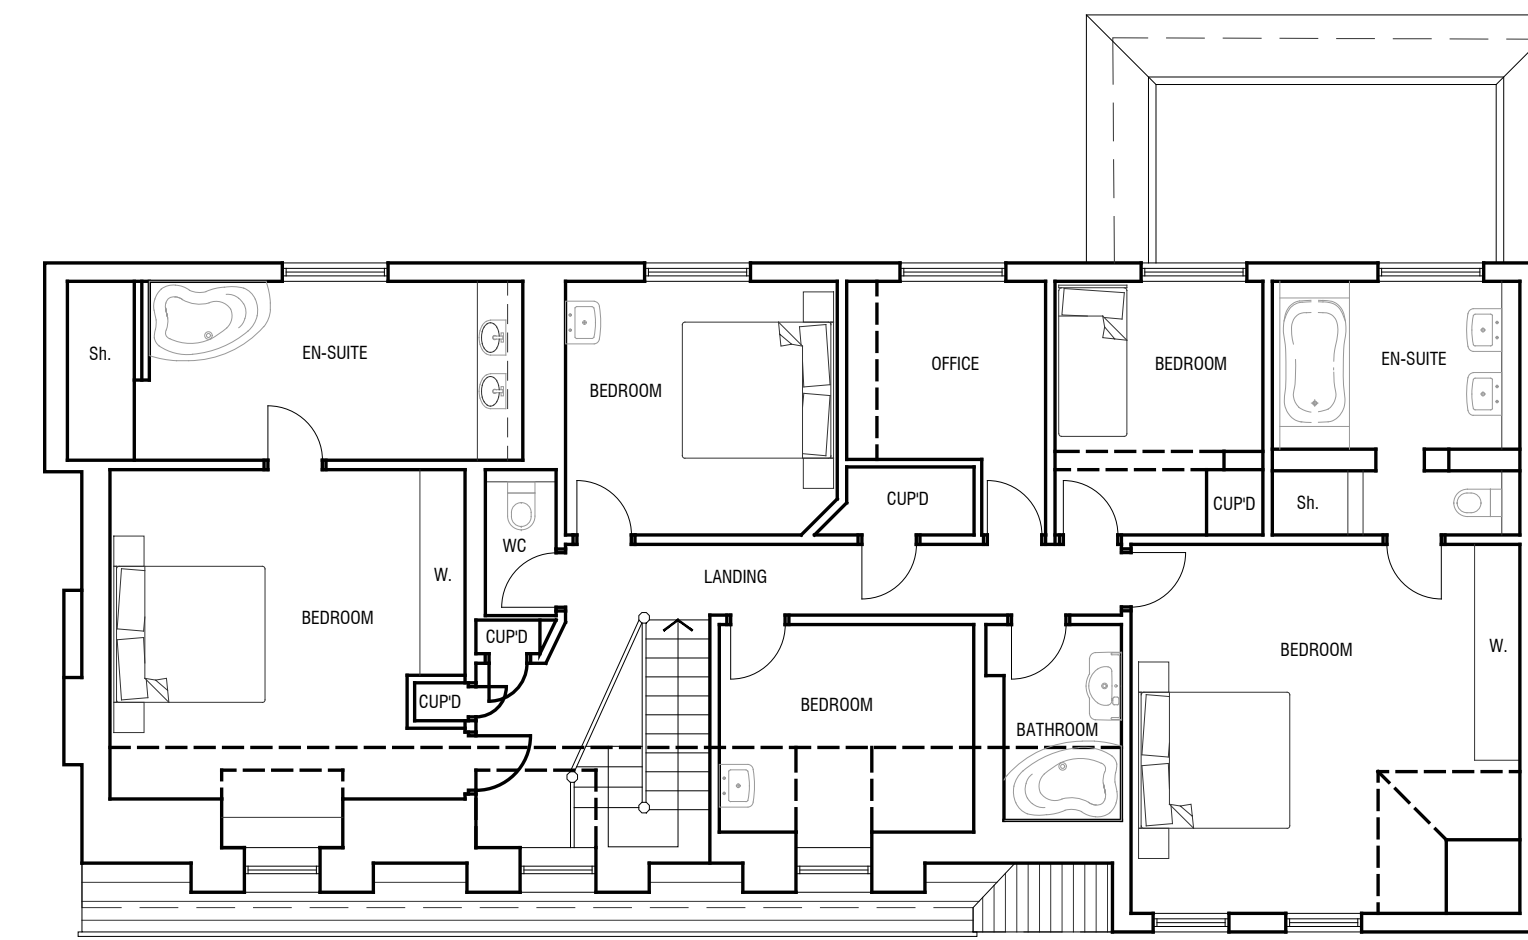 Sh.
EN-SUITE
BEDROOM
OFFICE
BEDROOM
EN-SUITE
CUP'D
CUP'D
Sh.
WC
LANDING
W.
BEDROOM
CUP'D
CUP'D
BEDROOM
BATHROOM
BEDROOM
W.